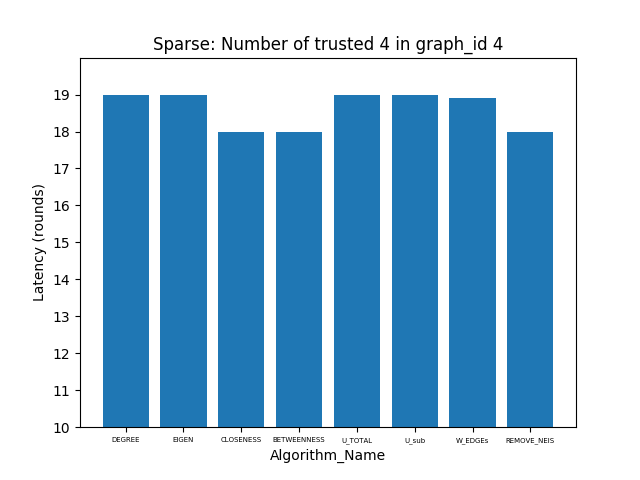 Sparse: Number of trusted 4 in graph_id 4
Latency (rounds)
19
18
17
16
15
14
13
12
11
10
DEGREE EIGEN CLOSENESS BETWEENNESS U_TOTAL U_sub W_EDGEs REMOVE_NEIS
Algorithm_Name